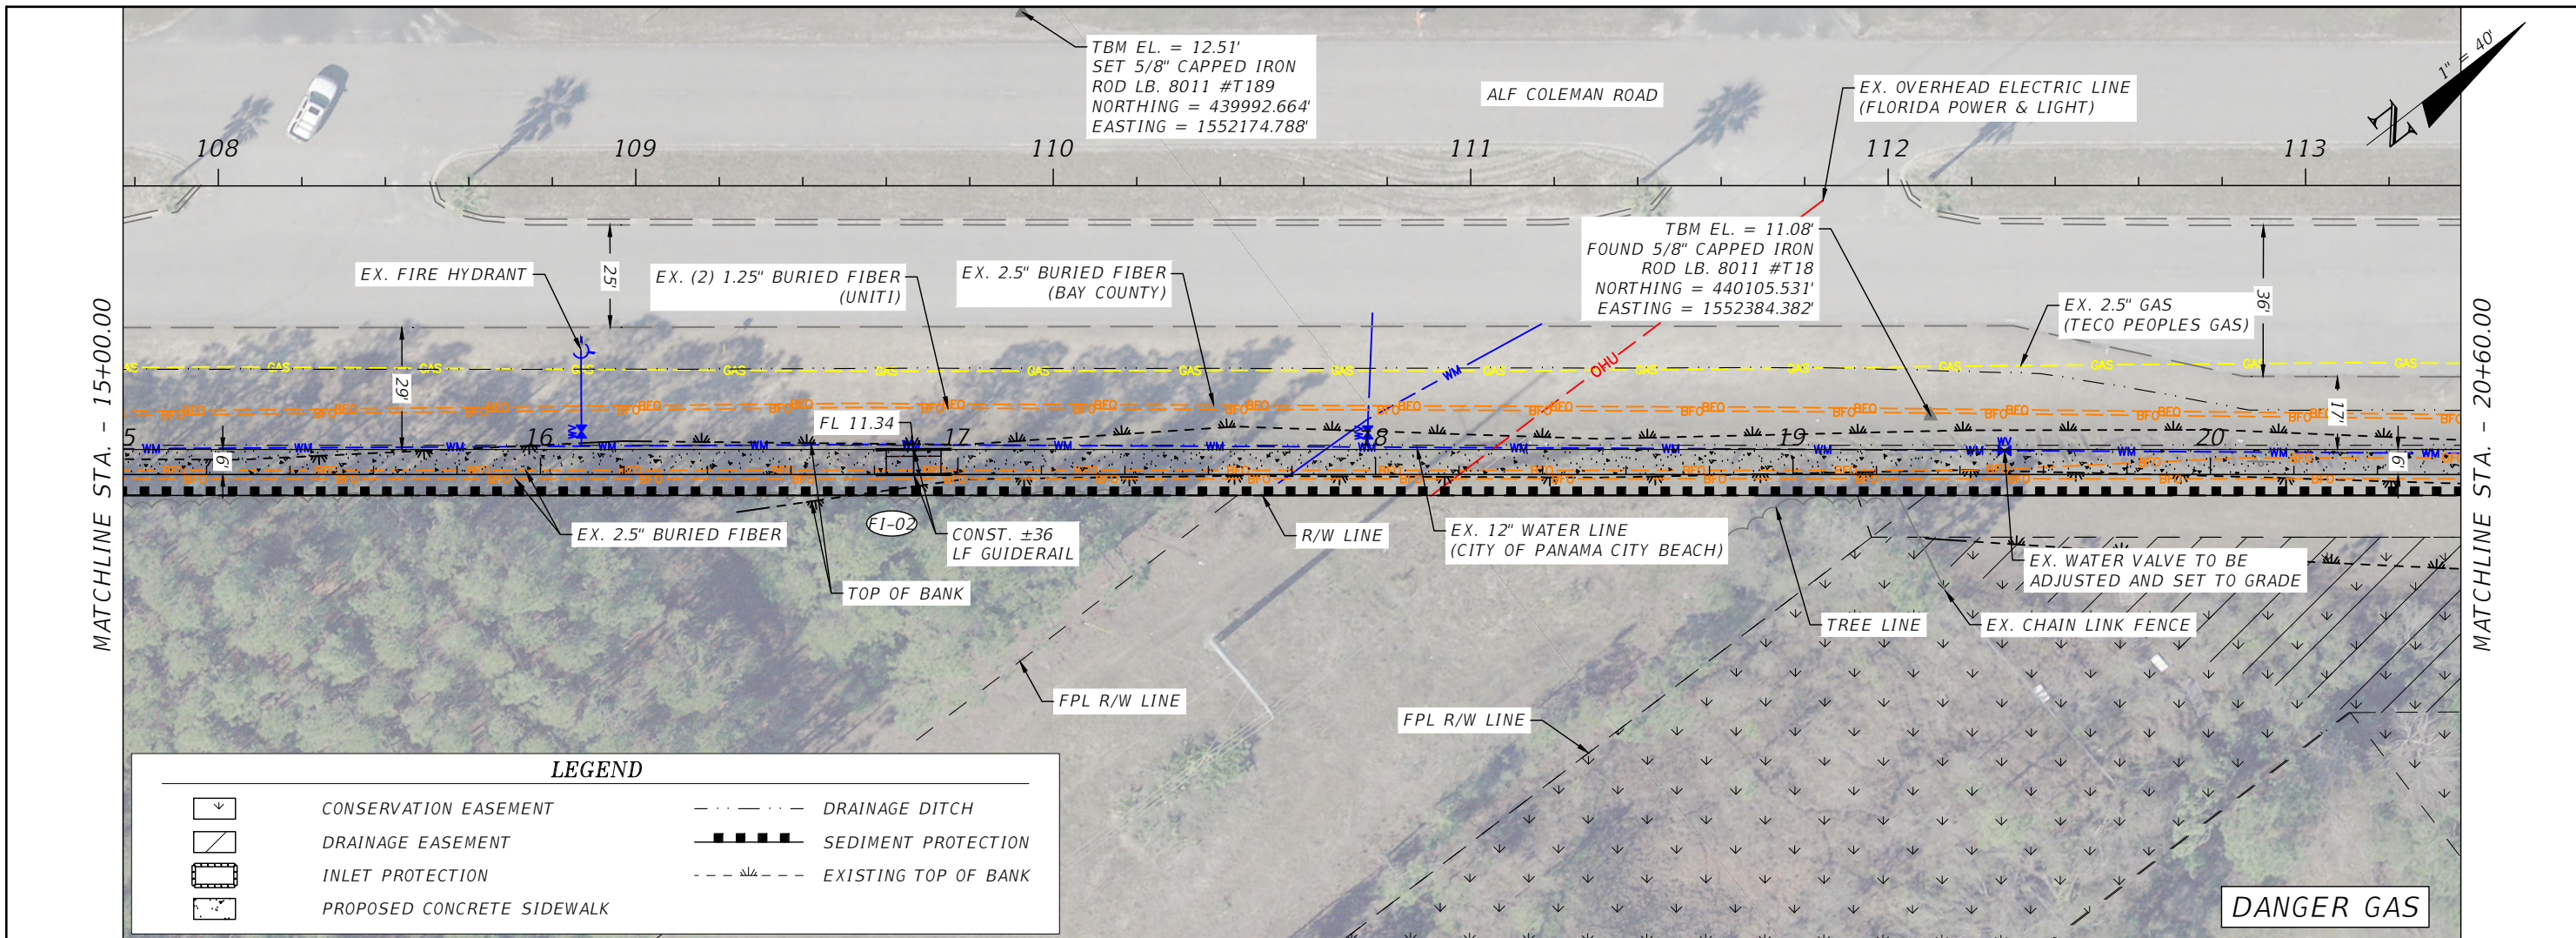 1" = 40'
N
TBM EL. = 12.51'
SET 5/8" CAPPED IRON
ROD LB. 8011 #T189
NORTHING = 439992.664'
EASTING = 1552174.788'
ALF COLEMAN ROAD
EX. OVERHEAD ELECTRIC LINE
(FLORIDA POWER & LIGHT)
108
109
110
111
112
113
TBM EL. = 11.08'
FOUND 5/8" CAPPED IRON
ROD LB. 8011 #T18
NORTHING = 440105.531'
EASTING = 1552384.382'
EX. FIRE HYDRANT
25'
EX. (2) 1.25" BURIED FIBER
(UNITI)
EX. 2.5" BURIED FIBER
(BAY COUNTY)
EX. 2.5" GAS
(TECO PEOPLES GAS)
36'
MATCHLINE STA. - 15+00.00
MATCHLINE STA. - 20+60.00
GAS
29'
17'
WM
OHU
BFO
FL 11.34
5
16
17
18
19
20
WV
6'
6'
EX. 2.5" BURIED FIBER
FI-02
CONST. ±36
LF GUIDERAIL
TOP OF BANK
R/W LINE
EX. 12" WATER LINE
(CITY OF PANAMA CITY BEACH)
EX. WATER VALVE TO BE
ADJUSTED AND SET TO GRADE
TREE LINE
EX. CHAIN LINK FENCE
FPL R/W LINE
FPL R/W LINE
LEGEND
CONSERVATION EASEMENT
DRAINAGE EASEMENT
INLET PROTECTION
PROPOSED CONCRETE SIDEWALK
DRAINAGE DITCH
SEDIMENT PROTECTION
EXISTING TOP OF BANK
DANGER GAS